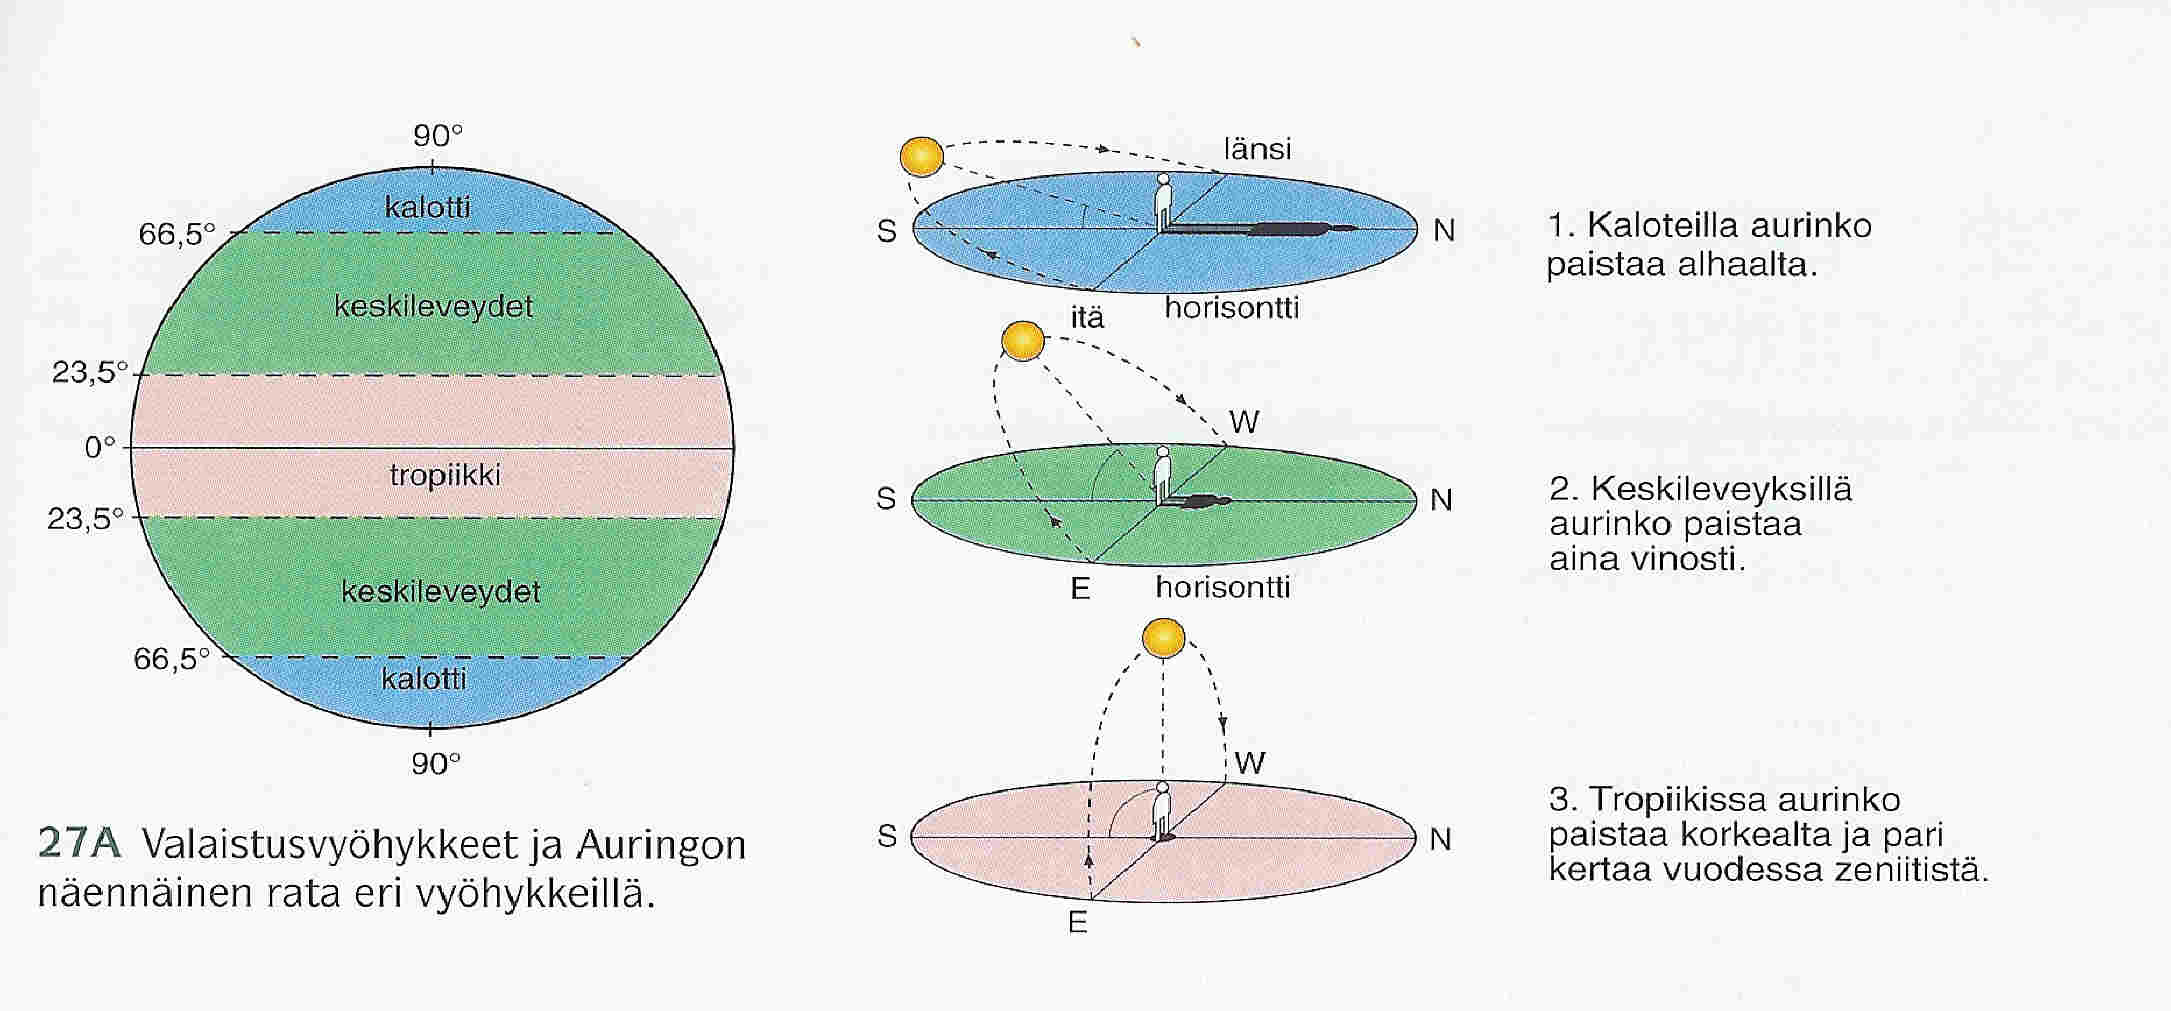 90°
kalotti
66,5°
keskileveydet
23,5°
0°
tropiikki
23,5°
keskileveydet
66,5°
kalotti
90°
27A Valaistusvyöhykkeet ja Auringon
näennäinen rata eri vyöhykkeillä.
länsi
S
N
itä
horisontti
1. Kaloteilla aurinko
paistaa alhaalta.
W
S
N
E
horisontti
2. Keskileveyksillä
aurinko paistaa
aina vinosti.
W
S
N
E
3. Tropiikissa aurinko
paistaa korkealta ja pari
kertaa vuodessa zeniitistä.